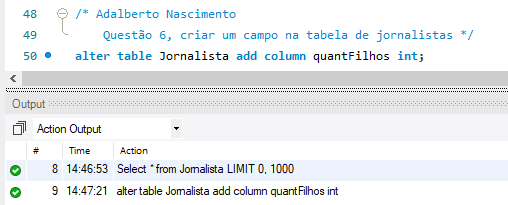 48 /* Adalberto Nascimento
49 Questão 6, criar um campo na tabela de jornalistas */
50 alter table Jornalista add column quantFilhos int;
Output
Action Output
# Time Action
8 14:46:53 Select * from Jornalista LIMIT 0, 1000
9 14:47:21 alter table Jornalista add column quantFilhos int